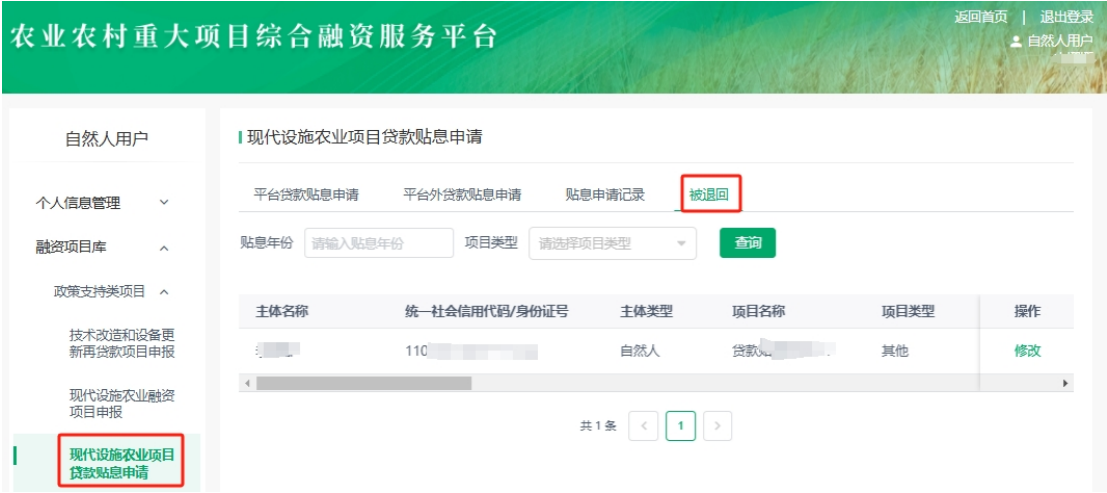 返回首页 | 退出登录
农业农村重大项目综合融资服务平台
自然人用户
自然人用户
现代设施农业项目贷款贴息申请
个人信息管理
平台贷款贴息申请 平台外贷款贴息申请 贴息申请记录 被退回
融资项目库
贴息年份 请输入贴息年份 项目类型 请选择项目类型 查询
政策支持类项目
主体名称 统一社会信用代码/身份证号 主体类型 项目名称 项目类型 操作
技术改造和设备更
新再贷款项目申报
110 自然人 贷款 其他 修改
现代设施农业融资
项目申报
共 1 条 < 1 >
现代设施农业项目
贷款贴息申请